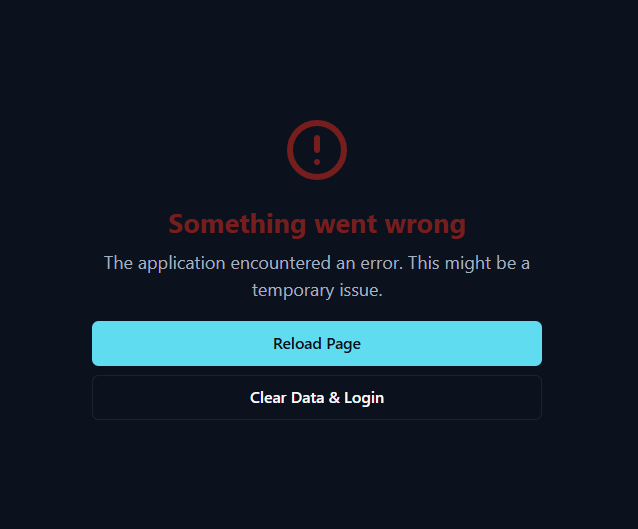 Something went wrong
The application encountered an error. This might be a
temporary issue.
Reload Page
Clear Data & Login